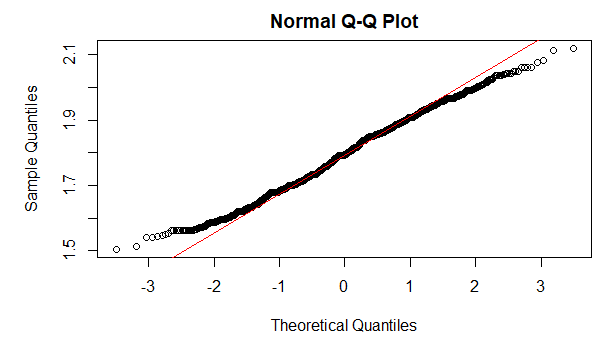 Normal Q-Q Plot
Sample Quantiles
2.1
1.9
1.7
1.5
-3 -2 -1 0 1 2 3
Theoretical Quantiles